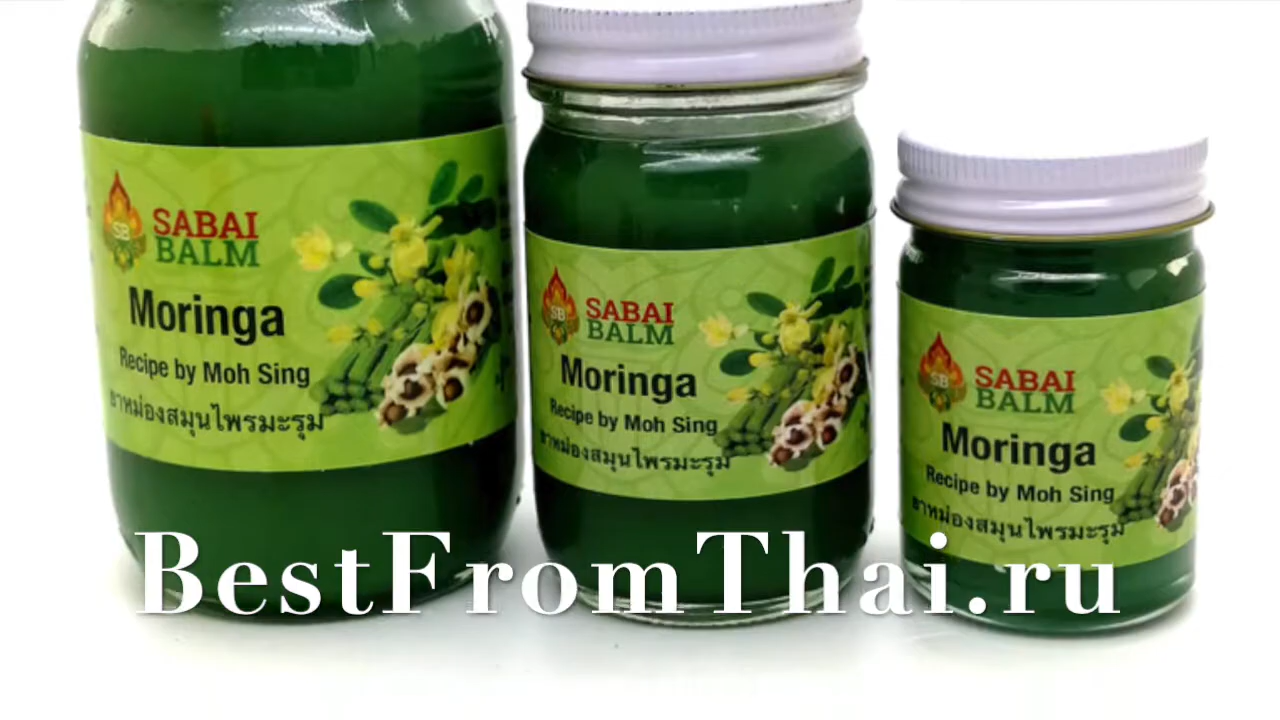 SB
SABAI
BALM
Moringa
Recipe by Moh Sing
ยาหม่องสมุนไพรมะรุม
SB
SABAI
BALM
Moringa
Recipe by Moh Sing
ยาหม่องสมุนไพรมะรุม
SB
SABAI
BALM
Moringa
Recipe by Moh Sing
ยาหม่องสมุนไพรมะรุม
BestFromThai.ru